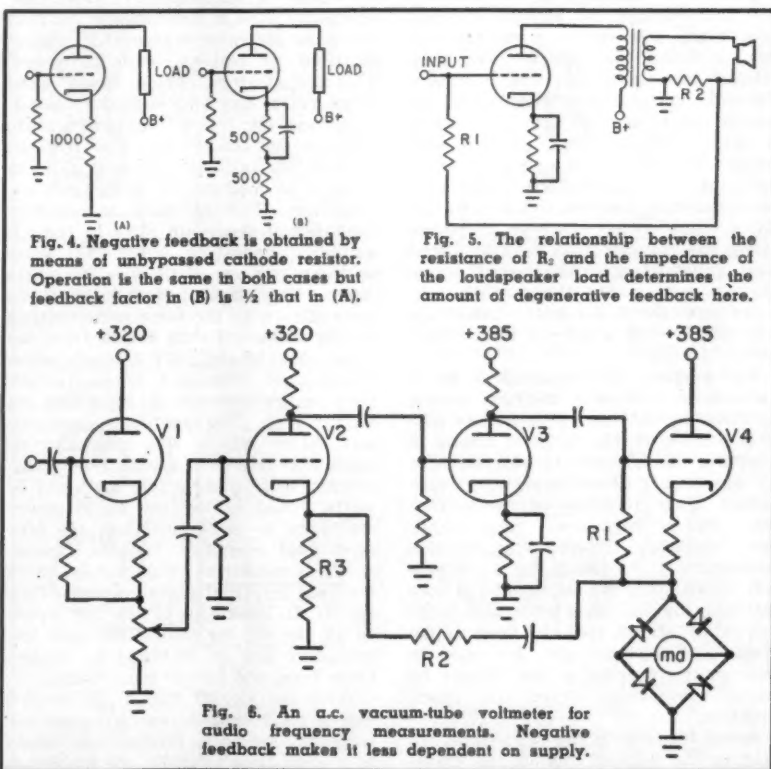 LOAD
B+
1000
(A)
LOAD
B+
500
500
(B)
Fig. 4. Negative feedback is obtained by
means of unbypassed cathode resistor.
Operation is the same in both cases but
feedback factor in (B) is ½ that in (A).
INPUT
R1
B+
R2
Fig. 5. The relationship between the
resistance of R₂ and the impedance of
the loudspeaker load determines the
amount of degenerative feedback here.
+320
+320
+385
+385
V1
V2
V3
V4
R3
R1
R2
ma
Fig. 6. An a.c. vacuum-tube voltmeter for
audio frequency measurements. Negative
feedback makes it less dependent on supply.